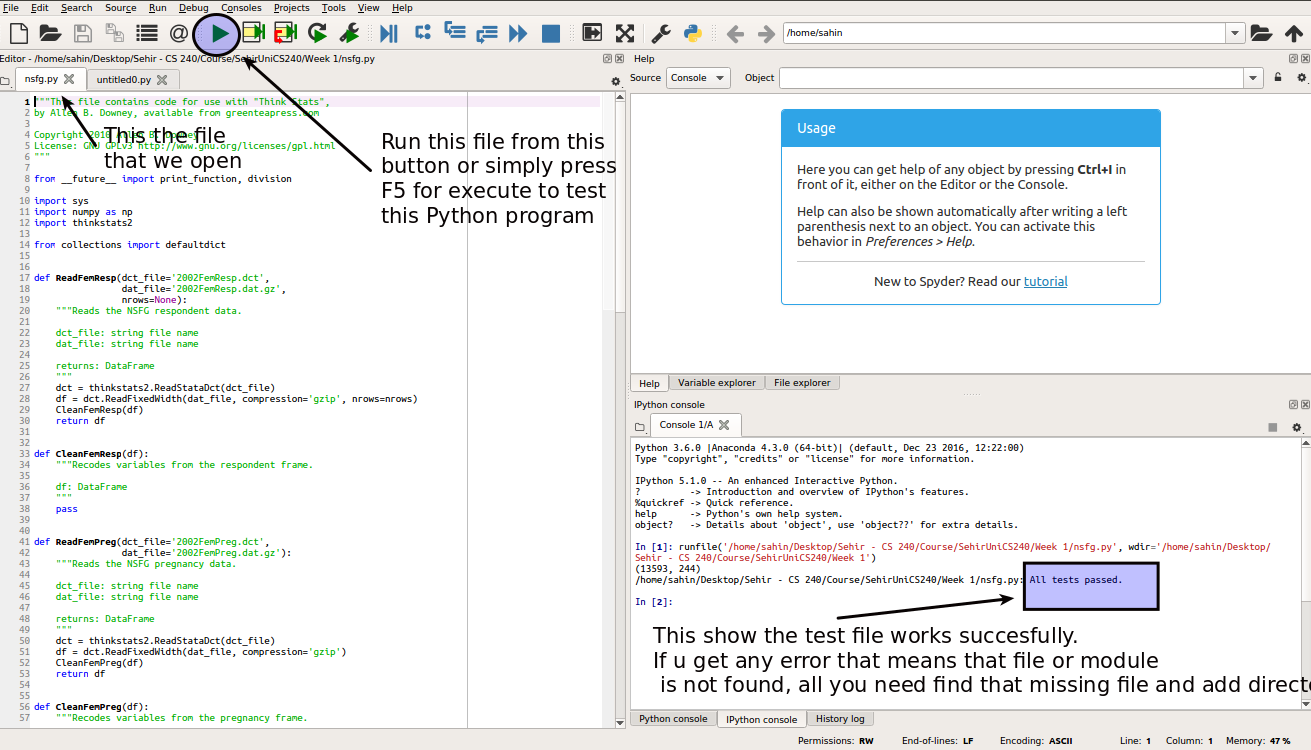 File Edit Search Source Run Debug Consoles Projects Tools View Help
/home/sahin
Editor - /home/sahin/Desktop/Sehir - CS 240/Course/SehirUniCS240/Week 1/nsfg.py
nsfg.py untitled0.py
1 """This file contains code for use with "Think Stats",
2 by Allen B. Downey, available from greenteapress.com
3
4 Copyright 2010 Allen B. Downey
5 License: GNU GPLv3 http://www.gnu.org/licenses/gpl.html
6 """
7
8 from __future__ import print_function, division
9
10 import sys
11 import numpy as np
12 import thinkstats2
13
14 from collections import defaultdict
15
16
17 def ReadFemResp(dct_file='2002FemResp.dct',
18 dat_file='2002FemResp.dat.gz',
19 nrows=None):
20 """Reads the NSFG respondent data.
21
22 dct_file: string file name
23 dat_file: string file name
24
25 returns: DataFrame
26 """
27 dct = thinkstats2.ReadStataDct(dct_file)
28 df = dct.ReadFixedWidth(dat_file, compression='gzip', nrows=nrows)
29 CleanFemResp(df)
30 return df
31
32
33 def CleanFemResp(df):
34 """Recodes variables from the respondent frame.
35
36 df: DataFrame
37 """
38 pass
39
40
41 def ReadFemPreg(dct_file='2002FemPreg.dct',
42 dat_file='2002FemPreg.dat.gz'):
43 """Reads the NSFG pregnancy data.
44
45 dct_file: string file name
46 dat_file: string file name
47
48 returns: DataFrame
49 """
50 dct = thinkstats2.ReadStataDct(dct_file)
51 df = dct.ReadFixedWidth(dat_file, compression='gzip')
52 CleanFemPreg(df)
53 return df
54
55
56 def CleanFemPreg(df):
57 """Recodes variables from the pregnancy frame.
This the file
that we open
Run this file from this
button or simply press
F5 for execute to test
this Python program
Help
Source Console Object
Usage
Here you can get help of any object by pressing Ctrl+I in
front of it, either on the Editor or the Console.
Help can also be shown automatically after writing a left
parenthesis next to an object. You can activate this
behavior in Preferences > Help.
New to Spyder? Read our tutorial
Help Variable explorer File explorer
IPython console
Console 1/A
Python 3.6.0 |Anaconda 4.3.0 (64-bit)| (default, Dec 23 2016, 12:22:00)
Type "copyright", "credits" or "license" for more information.
IPython 5.1.0 -- An enhanced Interactive Python.
? -> Introduction and overview of IPython's features.
%quickref -> Quick reference.
help -> Python's own help system.
object? -> Details about 'object', use 'object??' for extra details.
In [1]: runfile('/home/sahin/Desktop/Sehir - CS 240/Course/SehirUniCS240/Week 1/nsfg.py', wdir='/home/sahin/Desktop/
Sehir - CS 240/Course/SehirUniCS240/Week 1')
(13593, 244)
/home/sahin/Desktop/Sehir - CS 240/Course/SehirUniCS240/Week 1/nsfg.py: All tests passed.
In [2]:
This show the test file works succesfully.
If u get any error that means that file or module
is not found, all you need find that missing file and add direct
Python console IPython console History log
Permissions: RW End-of-lines: LF Encoding: ASCII Line: 1 Column: 1 Memory: 47 %